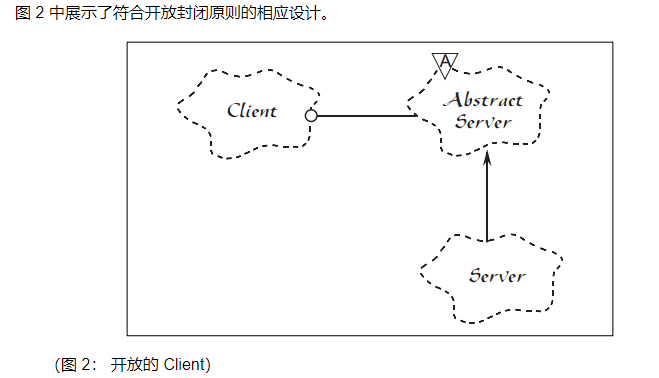 图 2 中展示了符合开放封闭原则的相应设计。
A
Client
Abstract
Server
Server
(图 2： 开放的 Client)